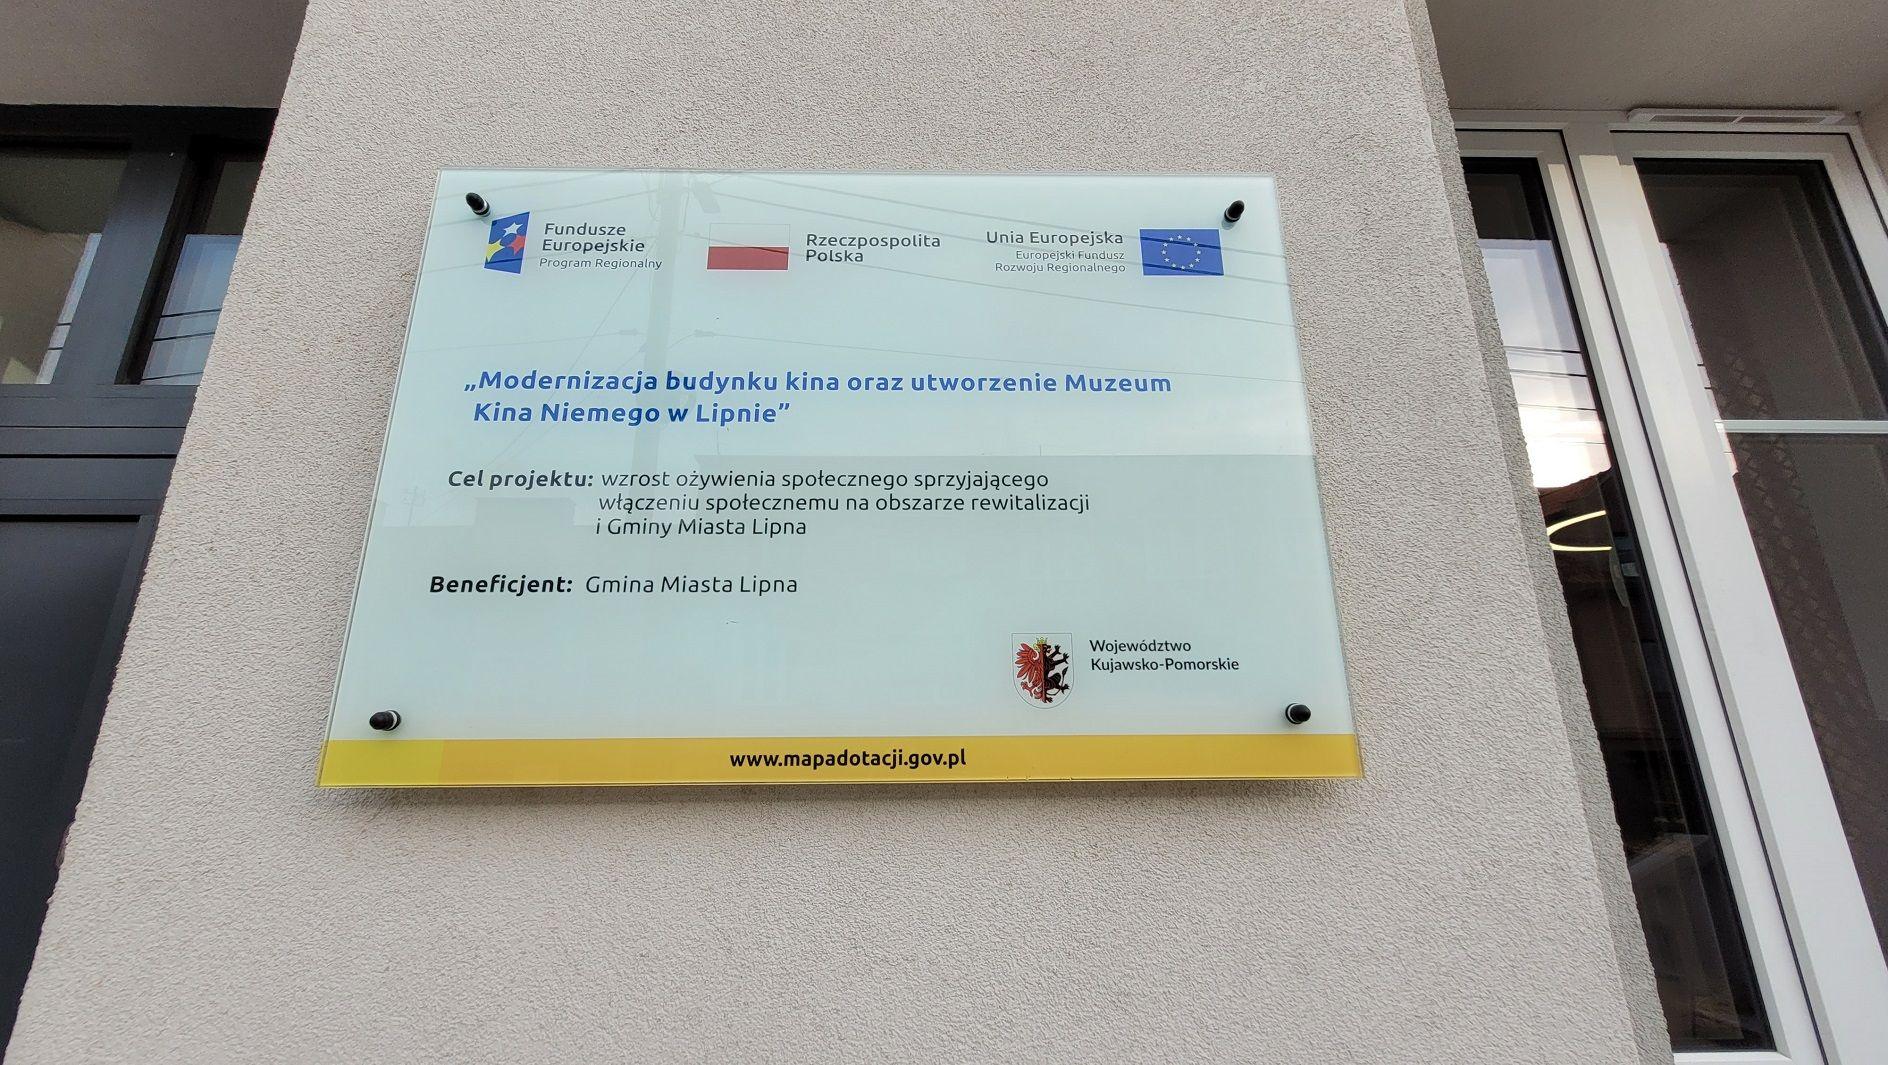 Fundusze
Europejskie
Program Regionalny
Rzeczpospolita
Polska
Unia Europejska
Europejski Fundusz
Rozwoju Regionalnego
„Modernizacja budynku kina oraz utworzenie Muzeum
Kina Niemego w Lipnie”
Cel projektu: wzrost ożywienia społecznego sprzyjającego
włączeniu społecznemu na obszarze rewitalizacji
i Gminy Miasta Lipna
Beneficjent: Gmina Miasta Lipna
Województwo
Kujawsko-Pomorskie
www.mapadotacji.gov.pl